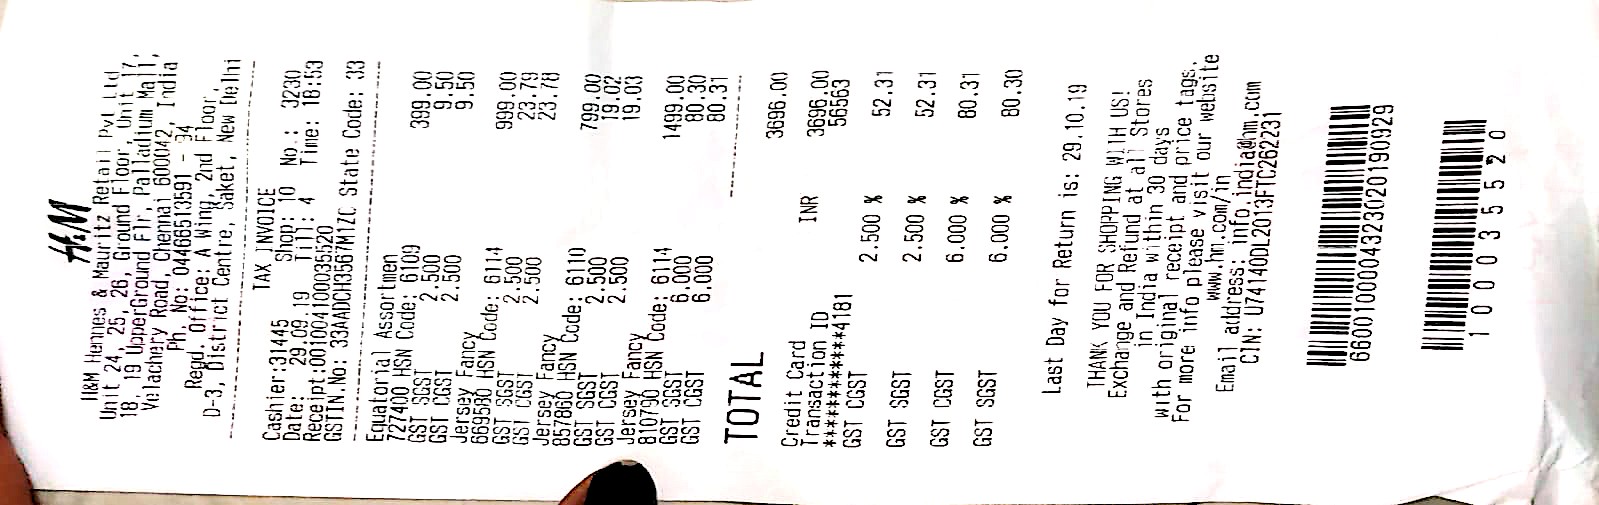 H&M
H&M Hennes & Mauritz Retail Pvt Ltd
Unit 24, 25, 26, Ground Floor, Unit 17,
18, 19 UpperGround Flr, Palladium Mall,
Velachery Road, Chennai 600042, India
Ph. No: 04466513591 - 94
Regd. Office: A Wing, 2nd Floor,
D-3, District Centre, Saket, New Delhi
TAX INVOICE
Cashier:31445 Shop: 10 No.: 3230
Date: 29.09.19 Till: 4 Time: 18:53
Receipt:001004100035520
GSTIN.No: 33AADCH3567M1ZC State Code: 33
Equatorial Assortmen
727400 HSN Code: 6109 399.00
GST SGST 2.500 9.50
GST CGST 2.500 9.50
Jersey Fancy
669580 HSN Code: 6114 999.00
GST SGST 2.500 23.79
GST CGST 2.500 23.78
Jersey Fancy
857860 HSN Code: 6110 799.00
GST SGST 2.500 19.02
GST CGST 2.500 19.03
Jersey Fancy
810790 HSN Code: 6114 1499.00
GST SGST 6.000 80.30
GST CGST 6.000 80.31
TOTAL 3696.00
Credit Card INR 3696.00
Transaction ID 56563
************4181
GST CGST 2.500 % 52.31
GST SGST 2.500 % 52.31
GST CGST 6.000 % 80.31
GST SGST 6.000 % 80.30
Last Day for Return is: 29.10.19
THANK YOU FOR SHOPPING WITH US!
Exchange and Refund at all Stores
in India within 30 days
with original receipt and price tags.
For more info please visit our website
www.hm.com/in
Email address: info.india@hm.com
CIN: U74140DL2013FTC262231
660010000432302019090929
1 0 0 0 3 5 5 2 0